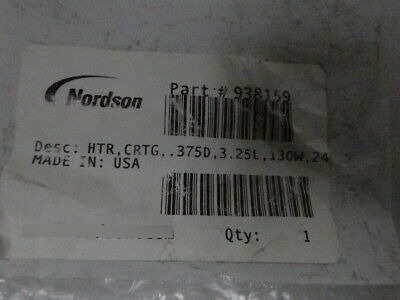 Nordson
Part # 938159
Desc: HTR,CRTG,.375D,3.25L,130W,24
MADE IN: USA
Qty: 1